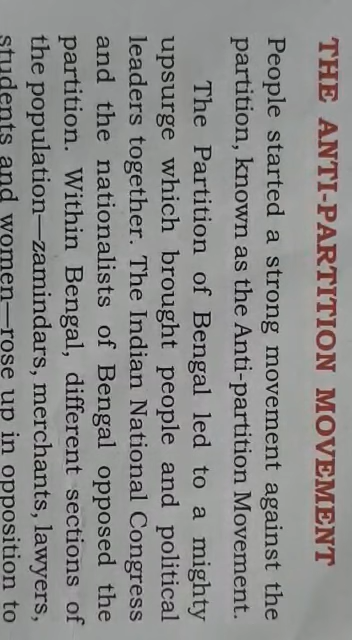 THE ANTI-PARTITION MOVEMENT
People started a strong movement against the
partition, known as the Anti-partition Movement.
The Partition of Bengal led to a mighty
upsurge which brought people and political
leaders together. The Indian National Congress
and the nationalists of Bengal opposed the
partition. Within Bengal, different sections of
the population—zamindars, merchants, lawyers,
students and women—rose up in opposition to